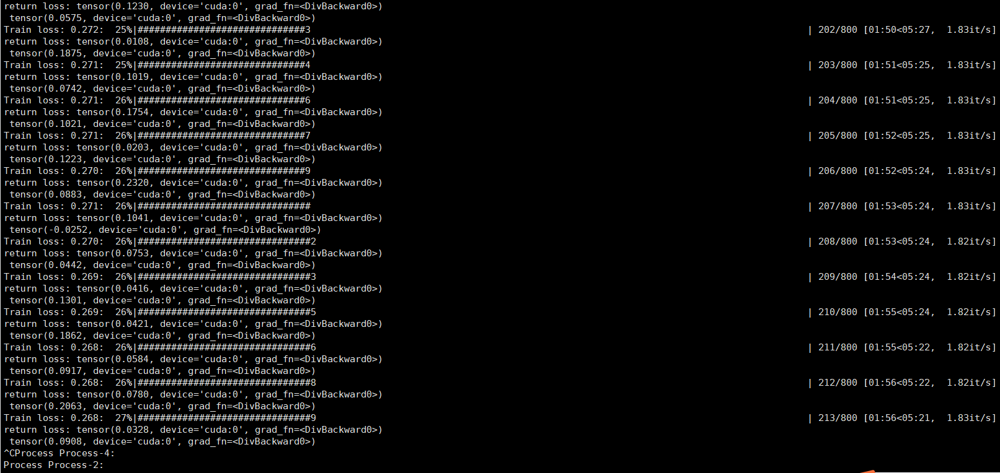 return loss: tensor(0.1230, device='cuda:0', grad_fn=<DivBackward0>)
 tensor(0.0575, device='cuda:0', grad_fn=<DivBackward0>)
Train loss: 0.272:  25%|##############################3 | 202/800 [01:50<05:27,  1.83it/s]
return loss: tensor(0.0108, device='cuda:0', grad_fn=<DivBackward0>)
 tensor(0.1875, device='cuda:0', grad_fn=<DivBackward0>)
Train loss: 0.271:  25%|##############################4 | 203/800 [01:51<05:25,  1.83it/s]
return loss: tensor(0.1019, device='cuda:0', grad_fn=<DivBackward0>)
 tensor(0.0742, device='cuda:0', grad_fn=<DivBackward0>)
Train loss: 0.271:  26%|##############################6 | 204/800 [01:51<05:25,  1.83it/s]
return loss: tensor(0.1754, device='cuda:0', grad_fn=<DivBackward0>)
 tensor(0.1021, device='cuda:0', grad_fn=<DivBackward0>)
Train loss: 0.271:  26%|##############################7 | 205/800 [01:52<05:25,  1.83it/s]
return loss: tensor(0.0203, device='cuda:0', grad_fn=<DivBackward0>)
 tensor(0.1223, device='cuda:0', grad_fn=<DivBackward0>)
Train loss: 0.270:  26%|##############################9 | 206/800 [01:52<05:24,  1.83it/s]
return loss: tensor(0.2320, device='cuda:0', grad_fn=<DivBackward0>)
 tensor(0.0883, device='cuda:0', grad_fn=<DivBackward0>)
Train loss: 0.271:  26%|############################### | 207/800 [01:53<05:24,  1.83it/s]
return loss: tensor(0.1041, device='cuda:0', grad_fn=<DivBackward0>)
 tensor(-0.0252, device='cuda:0', grad_fn=<DivBackward0>)
Train loss: 0.270:  26%|###############################2 | 208/800 [01:53<05:24,  1.82it/s]
return loss: tensor(0.0753, device='cuda:0', grad_fn=<DivBackward0>)
 tensor(0.0442, device='cuda:0', grad_fn=<DivBackward0>)
Train loss: 0.269:  26%|###############################3 | 209/800 [01:54<05:24,  1.82it/s]
return loss: tensor(0.0416, device='cuda:0', grad_fn=<DivBackward0>)
 tensor(0.1301, device='cuda:0', grad_fn=<DivBackward0>)
Train loss: 0.269:  26%|###############################5 | 210/800 [01:55<05:24,  1.82it/s]
return loss: tensor(0.0421, device='cuda:0', grad_fn=<DivBackward0>)
 tensor(0.1862, device='cuda:0', grad_fn=<DivBackward0>)
Train loss: 0.268:  26%|###############################6 | 211/800 [01:55<05:22,  1.82it/s]
return loss: tensor(0.0584, device='cuda:0', grad_fn=<DivBackward0>)
 tensor(0.0917, device='cuda:0', grad_fn=<DivBackward0>)
Train loss: 0.268:  26%|###############################8 | 212/800 [01:56<05:22,  1.82it/s]
return loss: tensor(0.0780, device='cuda:0', grad_fn=<DivBackward0>)
 tensor(0.2063, device='cuda:0', grad_fn=<DivBackward0>)
Train loss: 0.268:  27%|###############################9 | 213/800 [01:56<05:21,  1.83it/s]
return loss: tensor(0.0328, device='cuda:0', grad_fn=<DivBackward0>)
 tensor(0.0908, device='cuda:0', grad_fn=<DivBackward0>)
^CProcess Process-4:
Process Process-2: